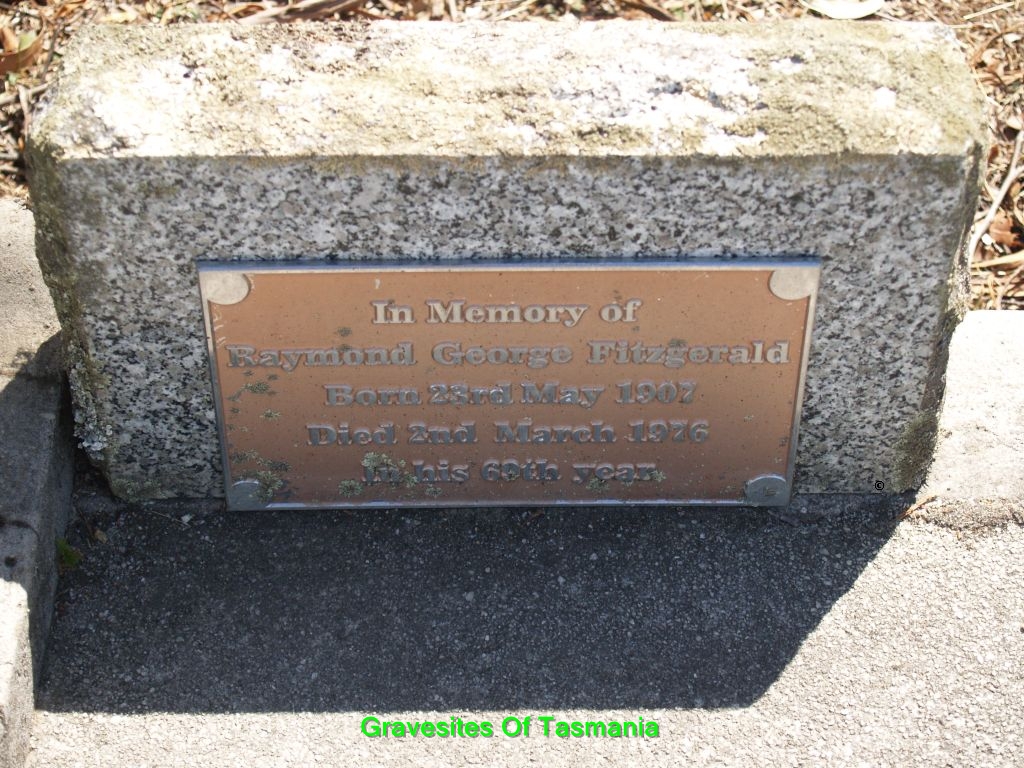 In Memory of
Raymond George Fitzgerald
Born 23rd May 1907
Died 2nd March 1976
In his 69th year
©
Gravesites Of Tasmania